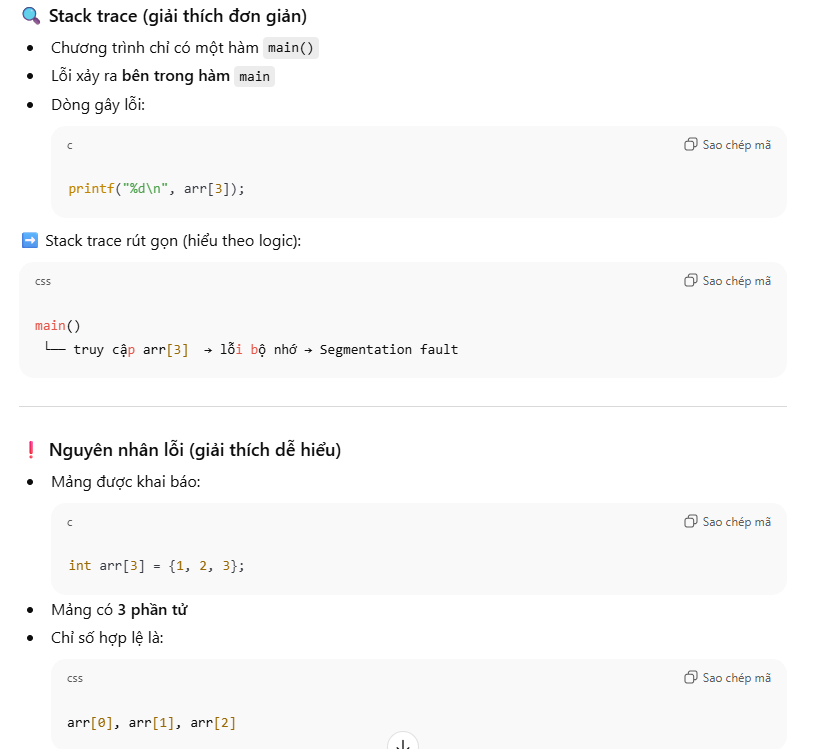 🔍 Stack trace (giải thích đơn giản)
• Chương trình chỉ có một hàm main()
• Lỗi xảy ra bên trong hàm main
• Dòng gây lỗi:
c
Sao chép mã
printf("%d\n", arr[3]);
➡️ Stack trace rút gọn (hiểu theo logic):
css
Sao chép mã
main()
└── truy cập arr[3] → lỗi bộ nhớ → Segmentation fault
❗ Nguyên nhân lỗi (giải thích dễ hiểu)
• Mảng được khai báo:
c
Sao chép mã
int arr[3] = {1, 2, 3};
• Mảng có 3 phần tử
• Chỉ số hợp lệ là:
css
Sao chép mã
arr[0], arr[1], arr[2]